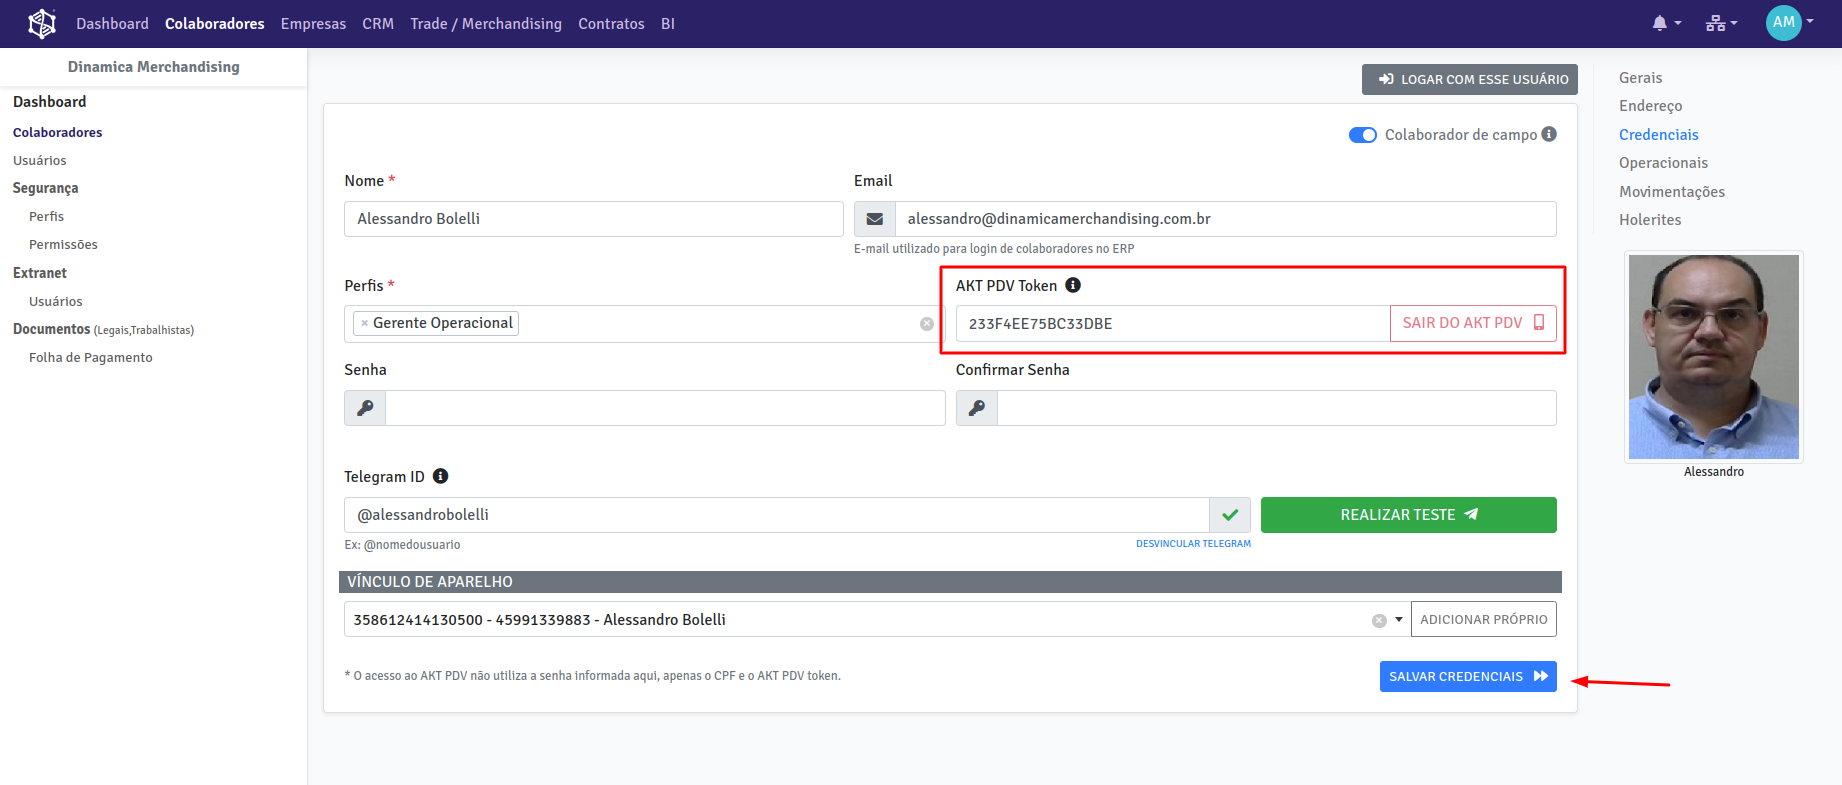 Dashboard Colaboradores Empresas CRM Trade / Merchandising Contratos BI
AM
Dinamica Merchandising
Dashboard
Colaboradores
Usuários
Segurança
Perfis
Permissões
Extranet
Usuários
Documentos (Legais,Trabalhistas)
Folha de Pagamento
LOGAR COM ESSE USUÁRIO
Colaborador de campo
Nome *
Email
Alessandro Bolelli
alessandro@dinamicamerchandising.com.br
E-mail utilizado para login de colaboradores no ERP
Perfis *
AKT PDV Token
× Gerente Operacional
233F4EE75BC33DBE
SAIR DO AKT PDV
Senha
Confirmar Senha
Telegram ID
@alessandrobolelli
REALIZAR TESTE
Ex: @nomedousuario
DESVINCULAR TELEGRAM
VÍNCULO DE APARELHO
358612414130500 - 45991339883 - Alessandro Bolelli
ADICIONAR PRÓPRIO
* O acesso ao AKT PDV não utiliza a senha informada aqui, apenas o CPF e o AKT PDV token.
SALVAR CREDENCIAIS
Gerais
Endereço
Credenciais
Operacionais
Movimentações
Holerites
Alessandro